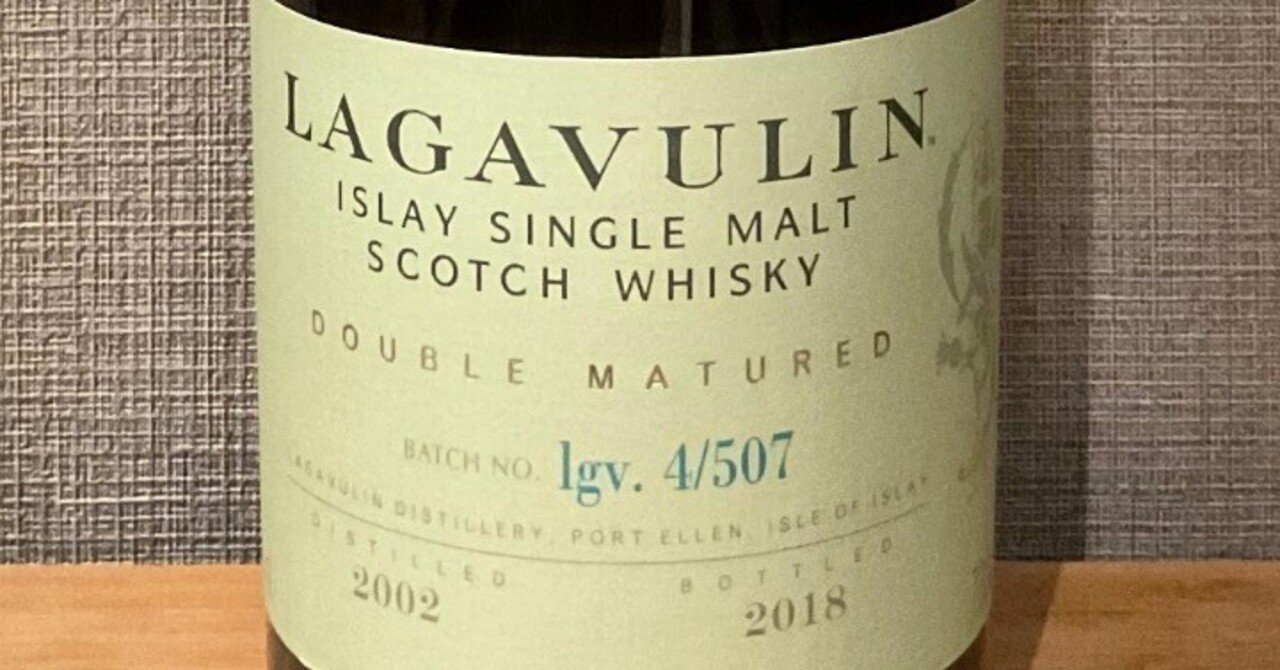 LAGAVULIN
ISLAY SINGLE MALT
SCOTCH WHISKY
DOUBLE MATURED
BATCH NO. lgv. 4/507
LAGAVULIN DISTILLERY, PORT ELLEN, ISLE OF ISLAY
DISTILLED BOTTLED
2002 2018